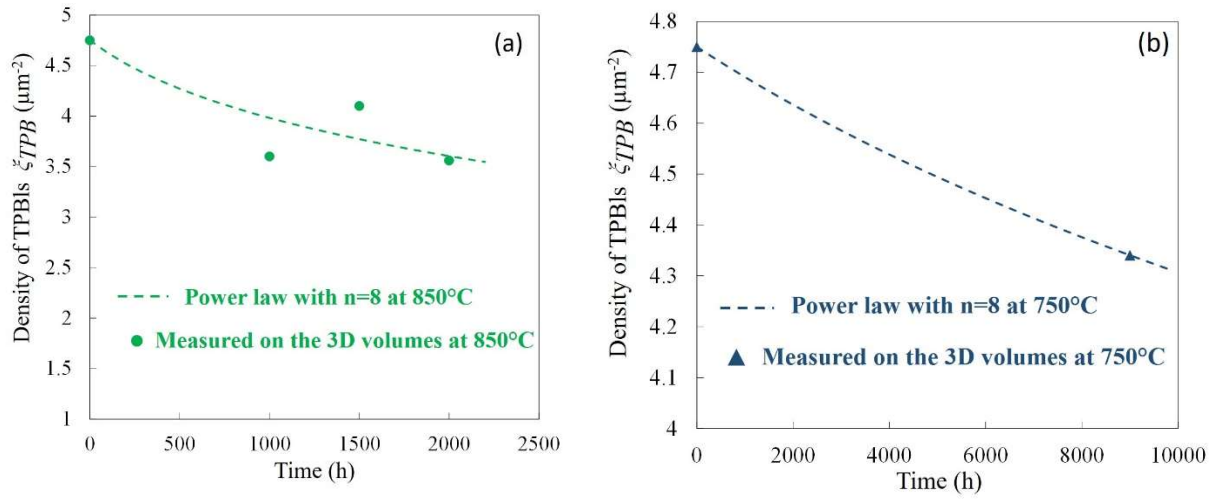 (a)
Density of TPBls ξTPB (μm-2)
5
4.5
4
3.5
3
2.5
2
1.5
1
Power law with n=8 at 850°C
Measured on the 3D volumes at 850°C
0 500 1000 1500 2000 2500
Time (h)
(b)
Density of TPBls ξTPB (μm-2)
4.8
4.7
4.6
4.5
4.4
4.3
4.2
4.1
4
Power law with n=8 at 750°C
Measured on the 3D volumes at 750°C
0 2000 4000 6000 8000 10000
Time (h)